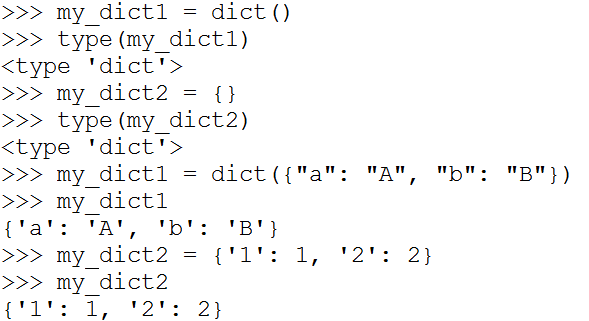 >>> my_dict1 = dict()
>>> type(my_dict1)
<type 'dict'>
>>> my_dict2 = {}
>>> type(my_dict2)
<type 'dict'>
>>> my_dict1 = dict({"a": "A", "b": "B"})
>>> my_dict1
{'a': 'A', 'b': 'B'}
>>> my_dict2 = {'1': 1, '2': 2}
>>> my_dict2
{'1': 1, '2': 2}